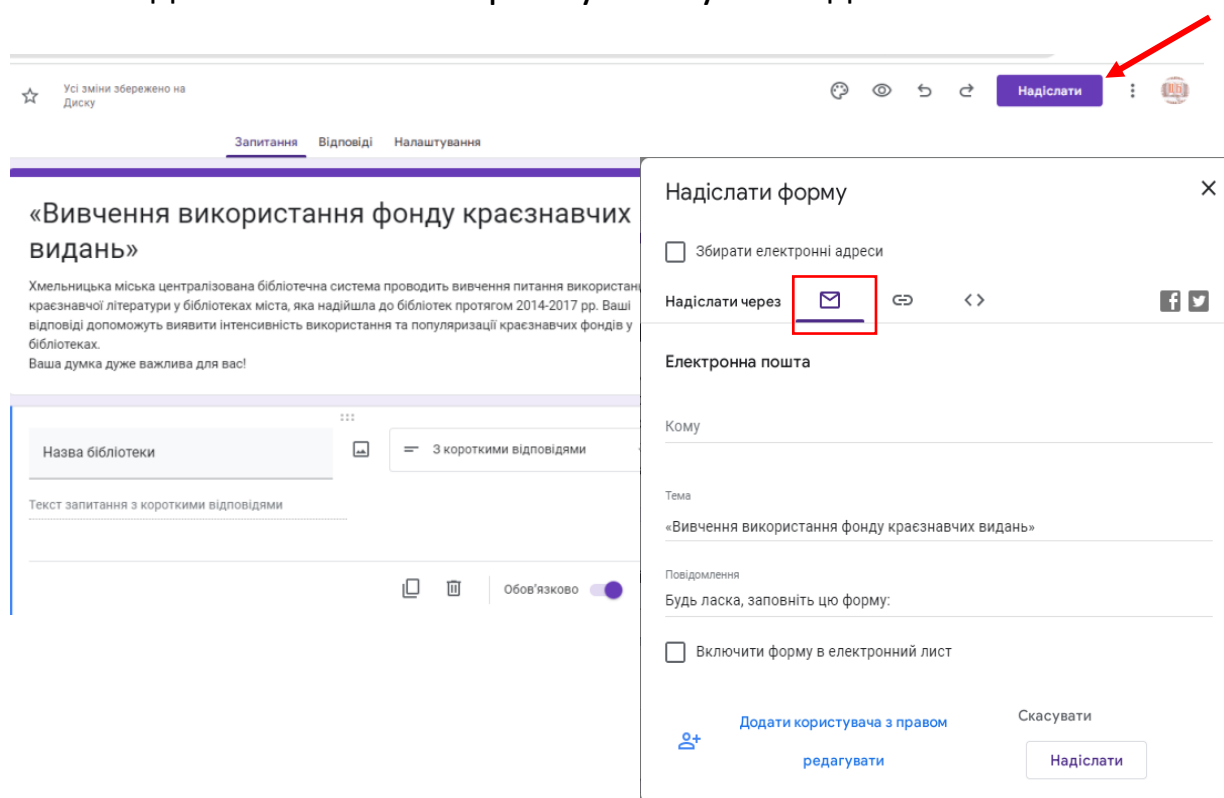 Усі зміни збережено на
Диску
Надіслати
Запитання Відповіді Налаштування
«Вивчення використання фонду краєзнавчих
видань»
Хмельницька міська централізована бібліотечна система проводить вивчення питання використан
краєзнавчої літератури у бібліотеках міста, яка надійшла до бібліотек протягом 2014-2017 рр. Ваші
відповіді допоможуть виявити інтенсивність використання та популяризації краєзнавчих фондів у
бібліотеках.
Ваша думка дуже важлива для вас!
Назва бібліотеки
З короткими відповідями
Текст запитання з короткими відповідями
Обов'язково
Надіслати форму
Збирати електронні адреси
Надіслати через
Електронна пошта
Кому
Тема
«Вивчення використання фонду краєзнавчих видань»
Повідомлення
Будь ласка, заповніть цю форму:
Включити форму в електронний лист
Додати користувача з правом
редагувати
Скасувати
Надіслати